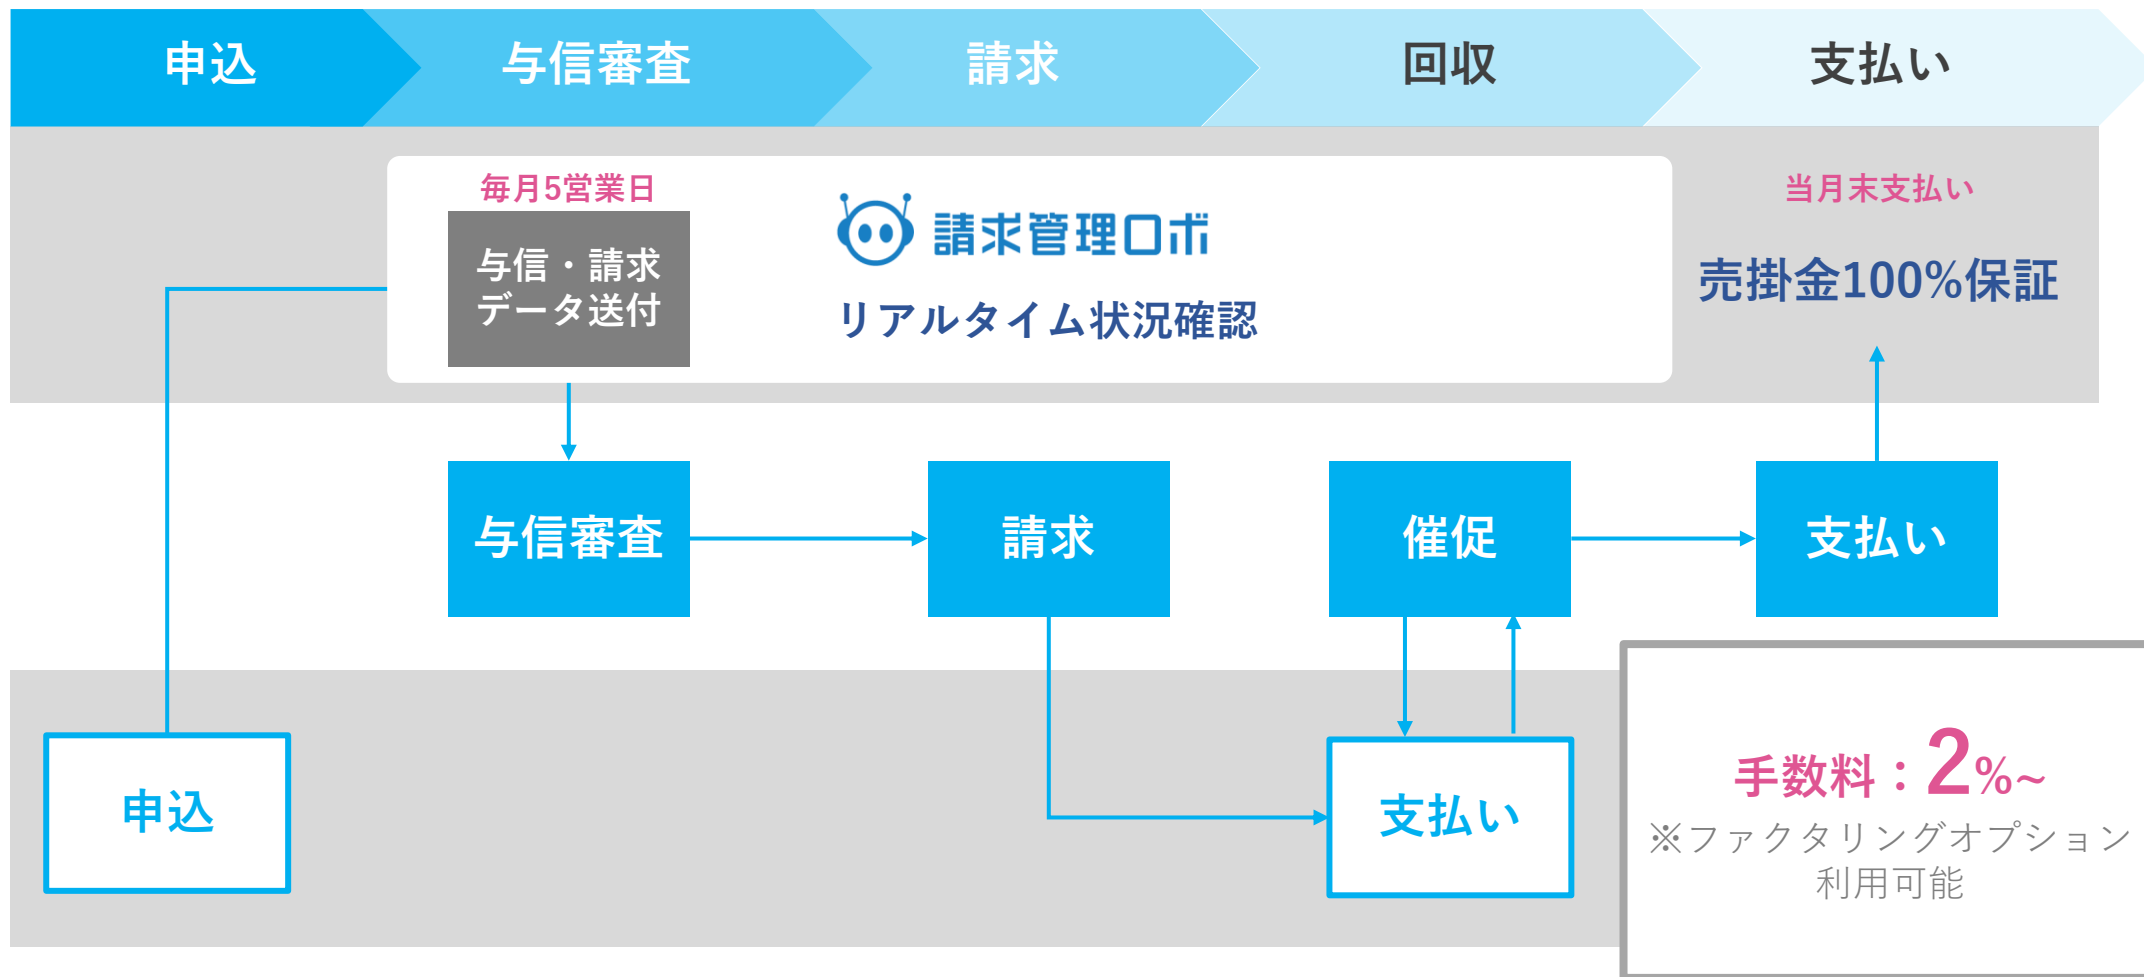 申込
与信審査
請求
回収
支払い
毎月5営業日
与信・請求
データ送付
請求管理ロボ
リアルタイム状況確認
当月末支払い
売掛金100%保証
与信審査
請求
催促
支払い
申込
支払い
手数料：2%~
※ファクタリングオプション
利用可能